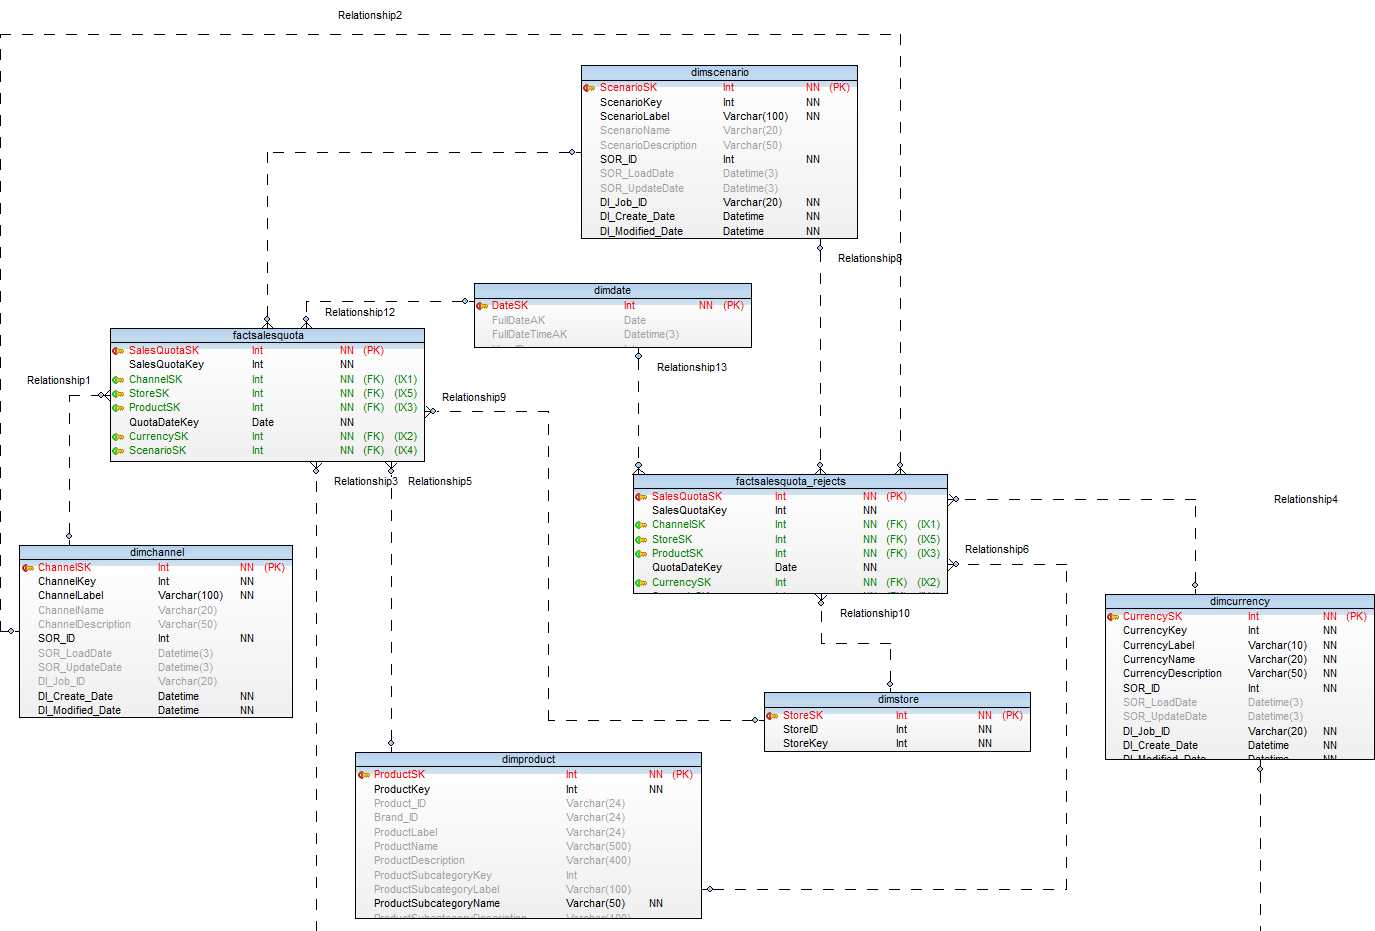 Relationship2
dimscenario
ScenarioSK Int NN (PK)
ScenarioKey Int NN
ScenarioLabel Varchar(100) NN
ScenarioName Varchar(20)
ScenarioDescription Varchar(50)
SOR_ID Int NN
SOR_LoadDate Datetime(3)
SOR_UpdateDate Datetime(3)
DI_Job_ID Varchar(20) NN
DI_Create_Date Datetime NN
DI_Modified_Date Datetime NN
Relationship8
dimdate
DateSK Int NN (PK)
FullDateAK Date
FullDateTimeAK Datetime(3)
Relationship12
Relationship13
factsalesquota
SalesQuotaSK Int NN (PK)
SalesQuotaKey Int NN
ChannelSK Int NN (FK) (IX1)
StoreSK Int NN (FK) (IX5)
ProductSK Int NN (FK) (IX3)
QuotaDateKey Date NN
CurrencySK Int NN (FK) (IX2)
ScenarioSK Int NN (FK) (IX4)
Relationship1
Relationship9
Relationship3
Relationship5
factsalesquota_rejects
SalesQuotaSK Int NN (PK)
SalesQuotaKey Int NN
ChannelSK Int NN (FK) (IX1)
StoreSK Int NN (FK) (IX5)
ProductSK Int NN (FK) (IX3)
QuotaDateKey Date NN
CurrencySK Int NN (FK) (IX2)
Relationship4
Relationship6
Relationship10
dimchannel
ChannelSK Int NN (PK)
ChannelKey Int NN
ChannelLabel Varchar(100) NN
ChannelName Varchar(20)
ChannelDescription Varchar(50)
SOR_ID Int NN
SOR_LoadDate Datetime(3)
SOR_UpdateDate Datetime(3)
DI_Job_ID Varchar(20)
DI_Create_Date Datetime NN
DI_Modified_Date Datetime NN
dimcurrency
CurrencySK Int NN (PK)
CurrencyKey Int NN
CurrencyLabel Varchar(10) NN
CurrencyName Varchar(20) NN
CurrencyDescription Varchar(50) NN
SOR_ID Int NN
SOR_LoadDate Datetime(3)
SOR_UpdateDate Datetime(3)
DI_Job_ID Varchar(20) NN
DI_Create_Date Datetime NN
DI_Modified_Date Datetime NN
dimstore
StoreSK Int NN (PK)
StoreID Int NN
StoreKey Int NN
dimproduct
ProductSK Int NN (PK)
ProductKey Int NN
Product_ID Varchar(24)
Brand_ID Varchar(24)
ProductLabel Varchar(24)
ProductName Varchar(500)
ProductDescription Varchar(400)
ProductSubcategoryKey Int
ProductSubcategoryLabel Varchar(100)
ProductSubcategoryName Varchar(50) NN
ProductSubcategoryDescription Varchar(100)